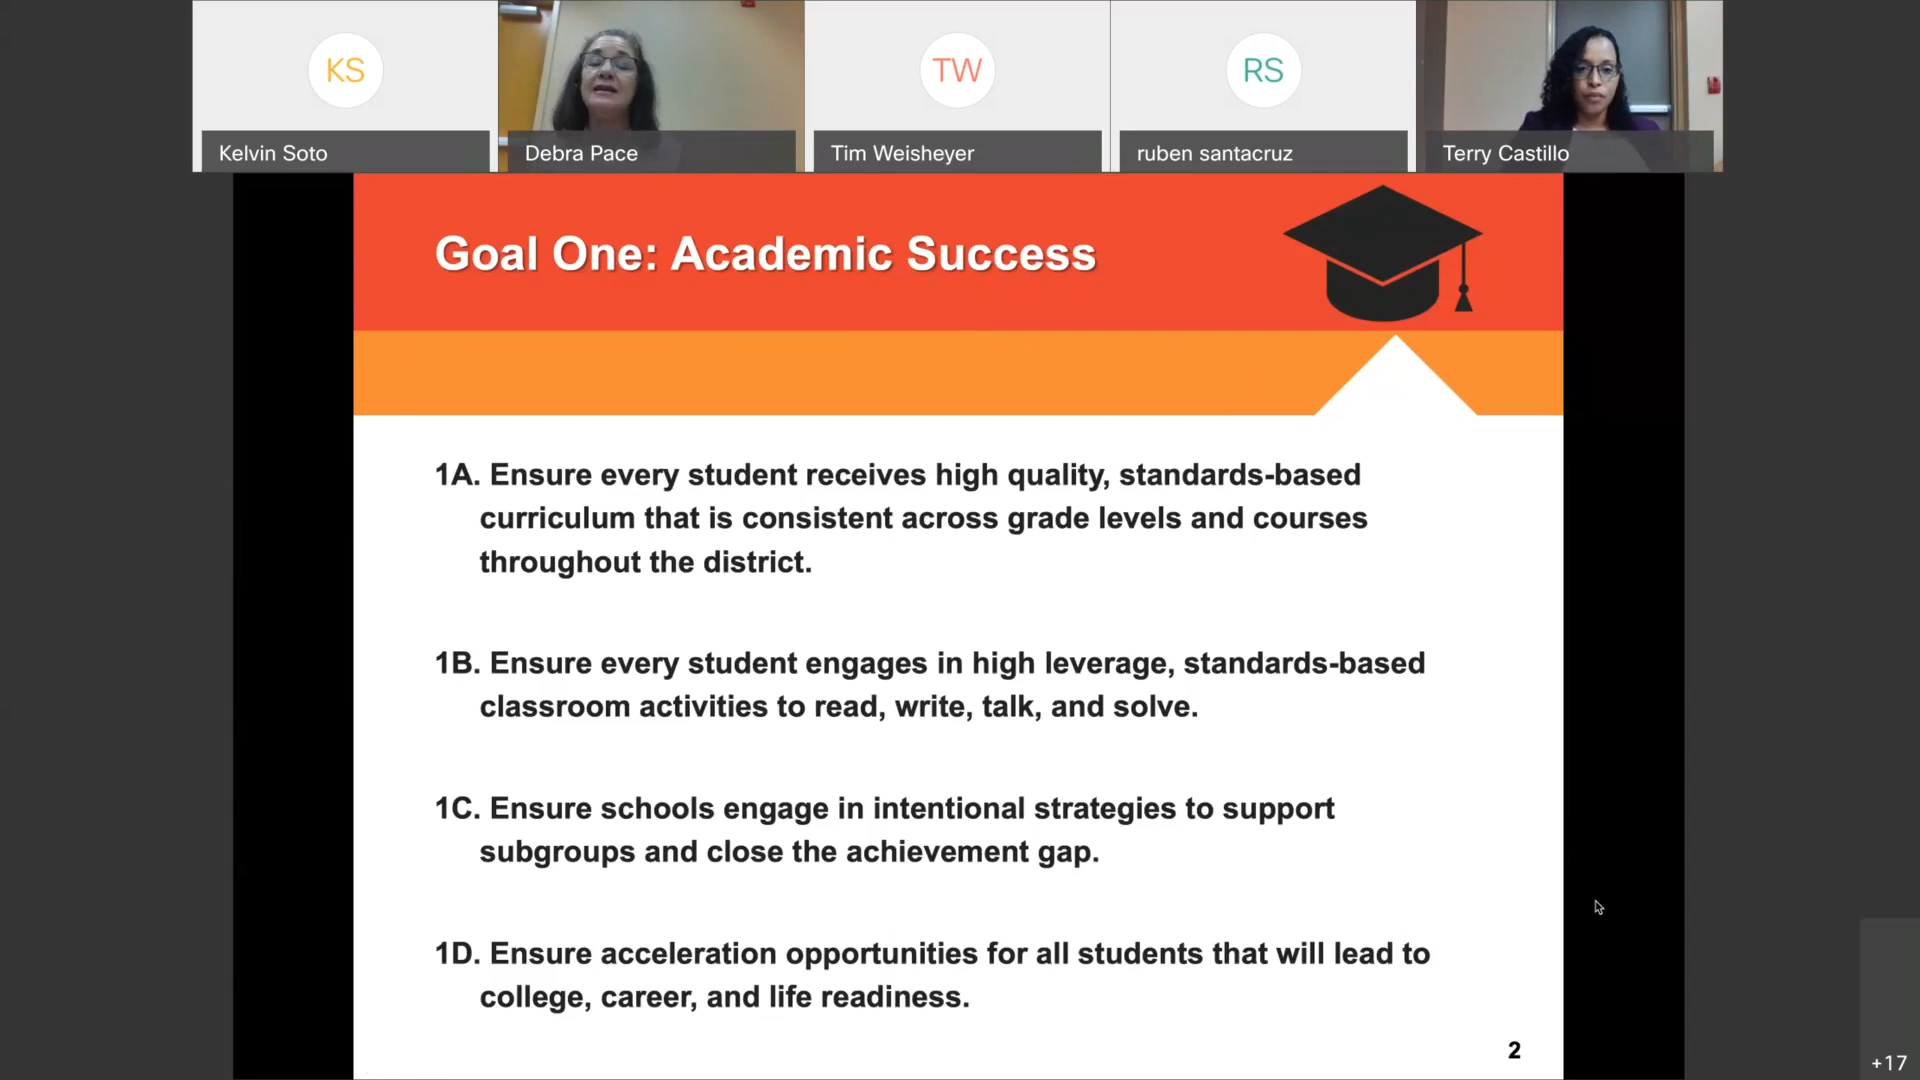 KS
TW
RS
Kelvin Soto
Debra Pace
Tim Weisheyer
ruben santacruz
Terry Castillo
Goal One: Academic Success
1A. Ensure every student receives high quality, standards-based
curriculum that is consistent across grade levels and courses
throughout the district.
1B. Ensure every student engages in high leverage, standards-based
classroom activities to read, write, talk, and solve.
1C. Ensure schools engage in intentional strategies to support
subgroups and close the achievement gap.
1D. Ensure acceleration opportunities for all students that will lead to
college, career, and life readiness.
2
+17